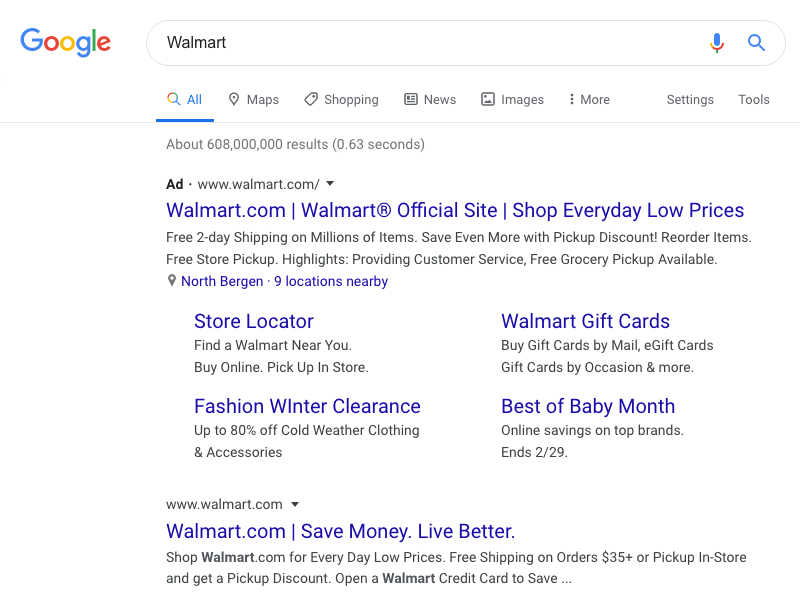 Google
Walmart
All Maps Shopping News Images More Settings Tools
About 608,000,000 results (0.63 seconds)
Ad · www.walmart.com/
Walmart.com | Walmart® Official Site | Shop Everyday Low Prices
Free 2-day Shipping on Millions of Items. Save Even More with Pickup Discount! Reorder Items.
Free Store Pickup. Highlights: Providing Customer Service, Free Grocery Pickup Available.
North Bergen · 9 locations nearby
Store Locator
Find a Walmart Near You.
Buy Online. Pick Up In Store.
Walmart Gift Cards
Buy Gift Cards by Mail, eGift Cards
Gift Cards by Occasion & more.
Fashion WInter Clearance
Up to 80% off Cold Weather Clothing
& Accessories
Best of Baby Month
Online savings on top brands.
Ends 2/29.
www.walmart.com
Walmart.com | Save Money. Live Better.
Shop Walmart.com for Every Day Low Prices. Free Shipping on Orders $35+ or Pickup In-Store
and get a Pickup Discount. Open a Walmart Credit Card to Save ...